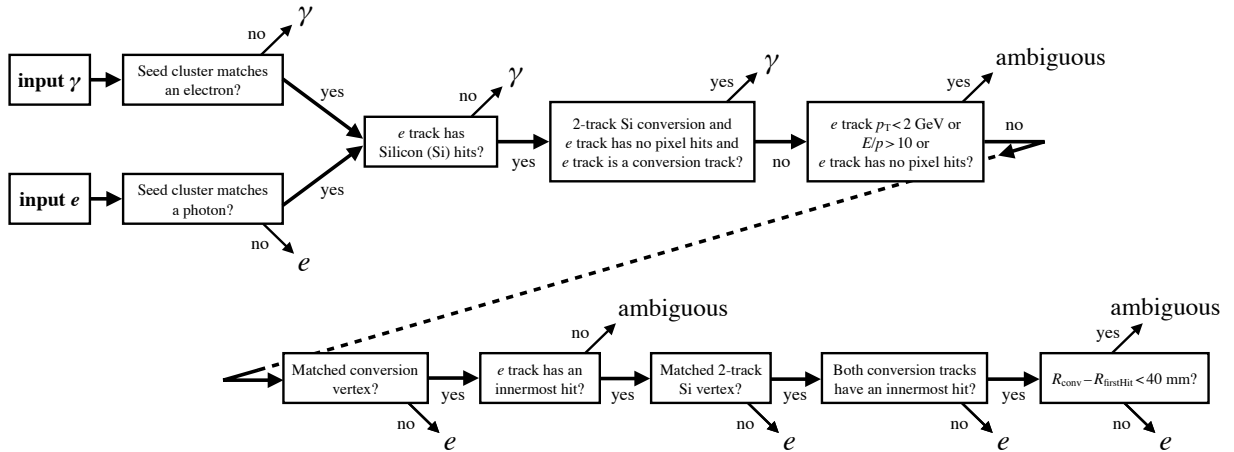 no
γ
input γ
Seed cluster matches
an electron?
yes
input e
Seed cluster matches
a photon?
yes
no
e
e track has
Silicon (Si) hits?
no
γ
yes
2-track Si conversion and
e track has no pixel hits and
e track is a conversion track?
yes
γ
no
e track pT < 2 GeV or
E/p > 10 or
e track has no pixel hits?
yes
ambiguous
no
Matched conversion
vertex?
no
e
yes
e track has an
innermost hit?
no
ambiguous
yes
Matched 2-track
Si vertex?
no
e
yes
Both conversion tracks
have an innermost hit?
no
e
yes
Rconv − RfirstHit < 40 mm?
yes
ambiguous
no
e